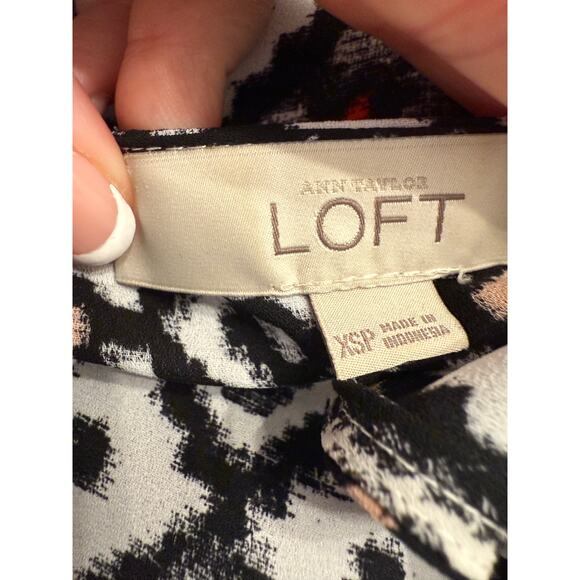 ANN TAYLOR
LOFT
XSP MADE IN
INDONESIA